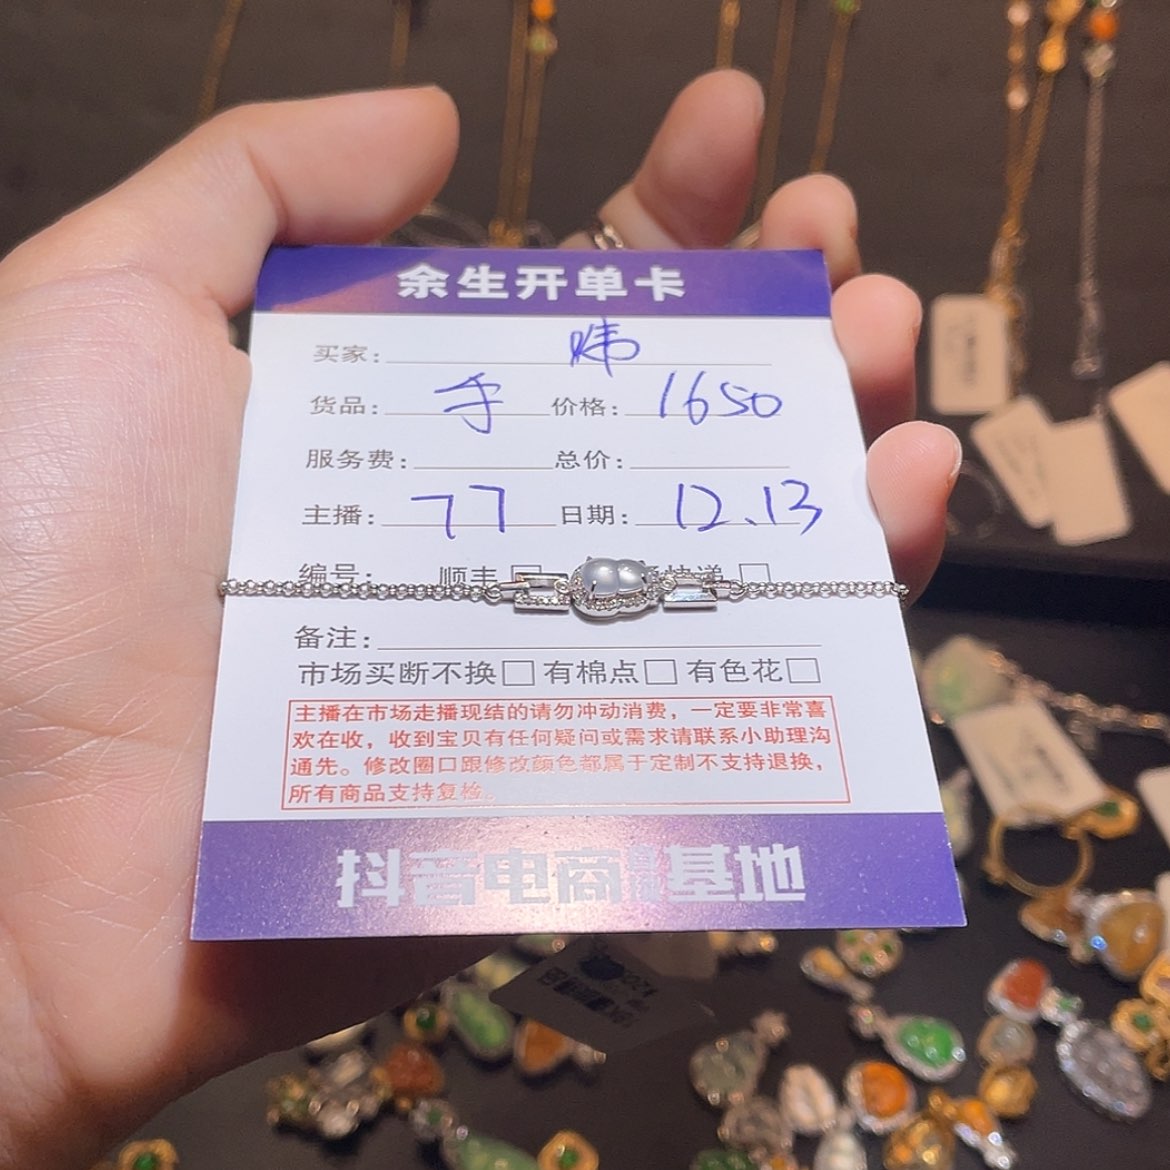 余生开单卡
买家:
货品: 手 价格: 1650
服务费: 总价:
主播: 77 日期: 12.13
编号: 顺丰 快递
备注:
市场买断不换 有棉点 有色花
主播在市场走播现结的请勿冲动消费，一定要非常喜
欢在收，收到宝贝有任何疑问或需求请联系小助理沟
通先。修改圈口跟修改颜色都属于定制不支持退换，
所有商品支持复检。
抖音电商 基地